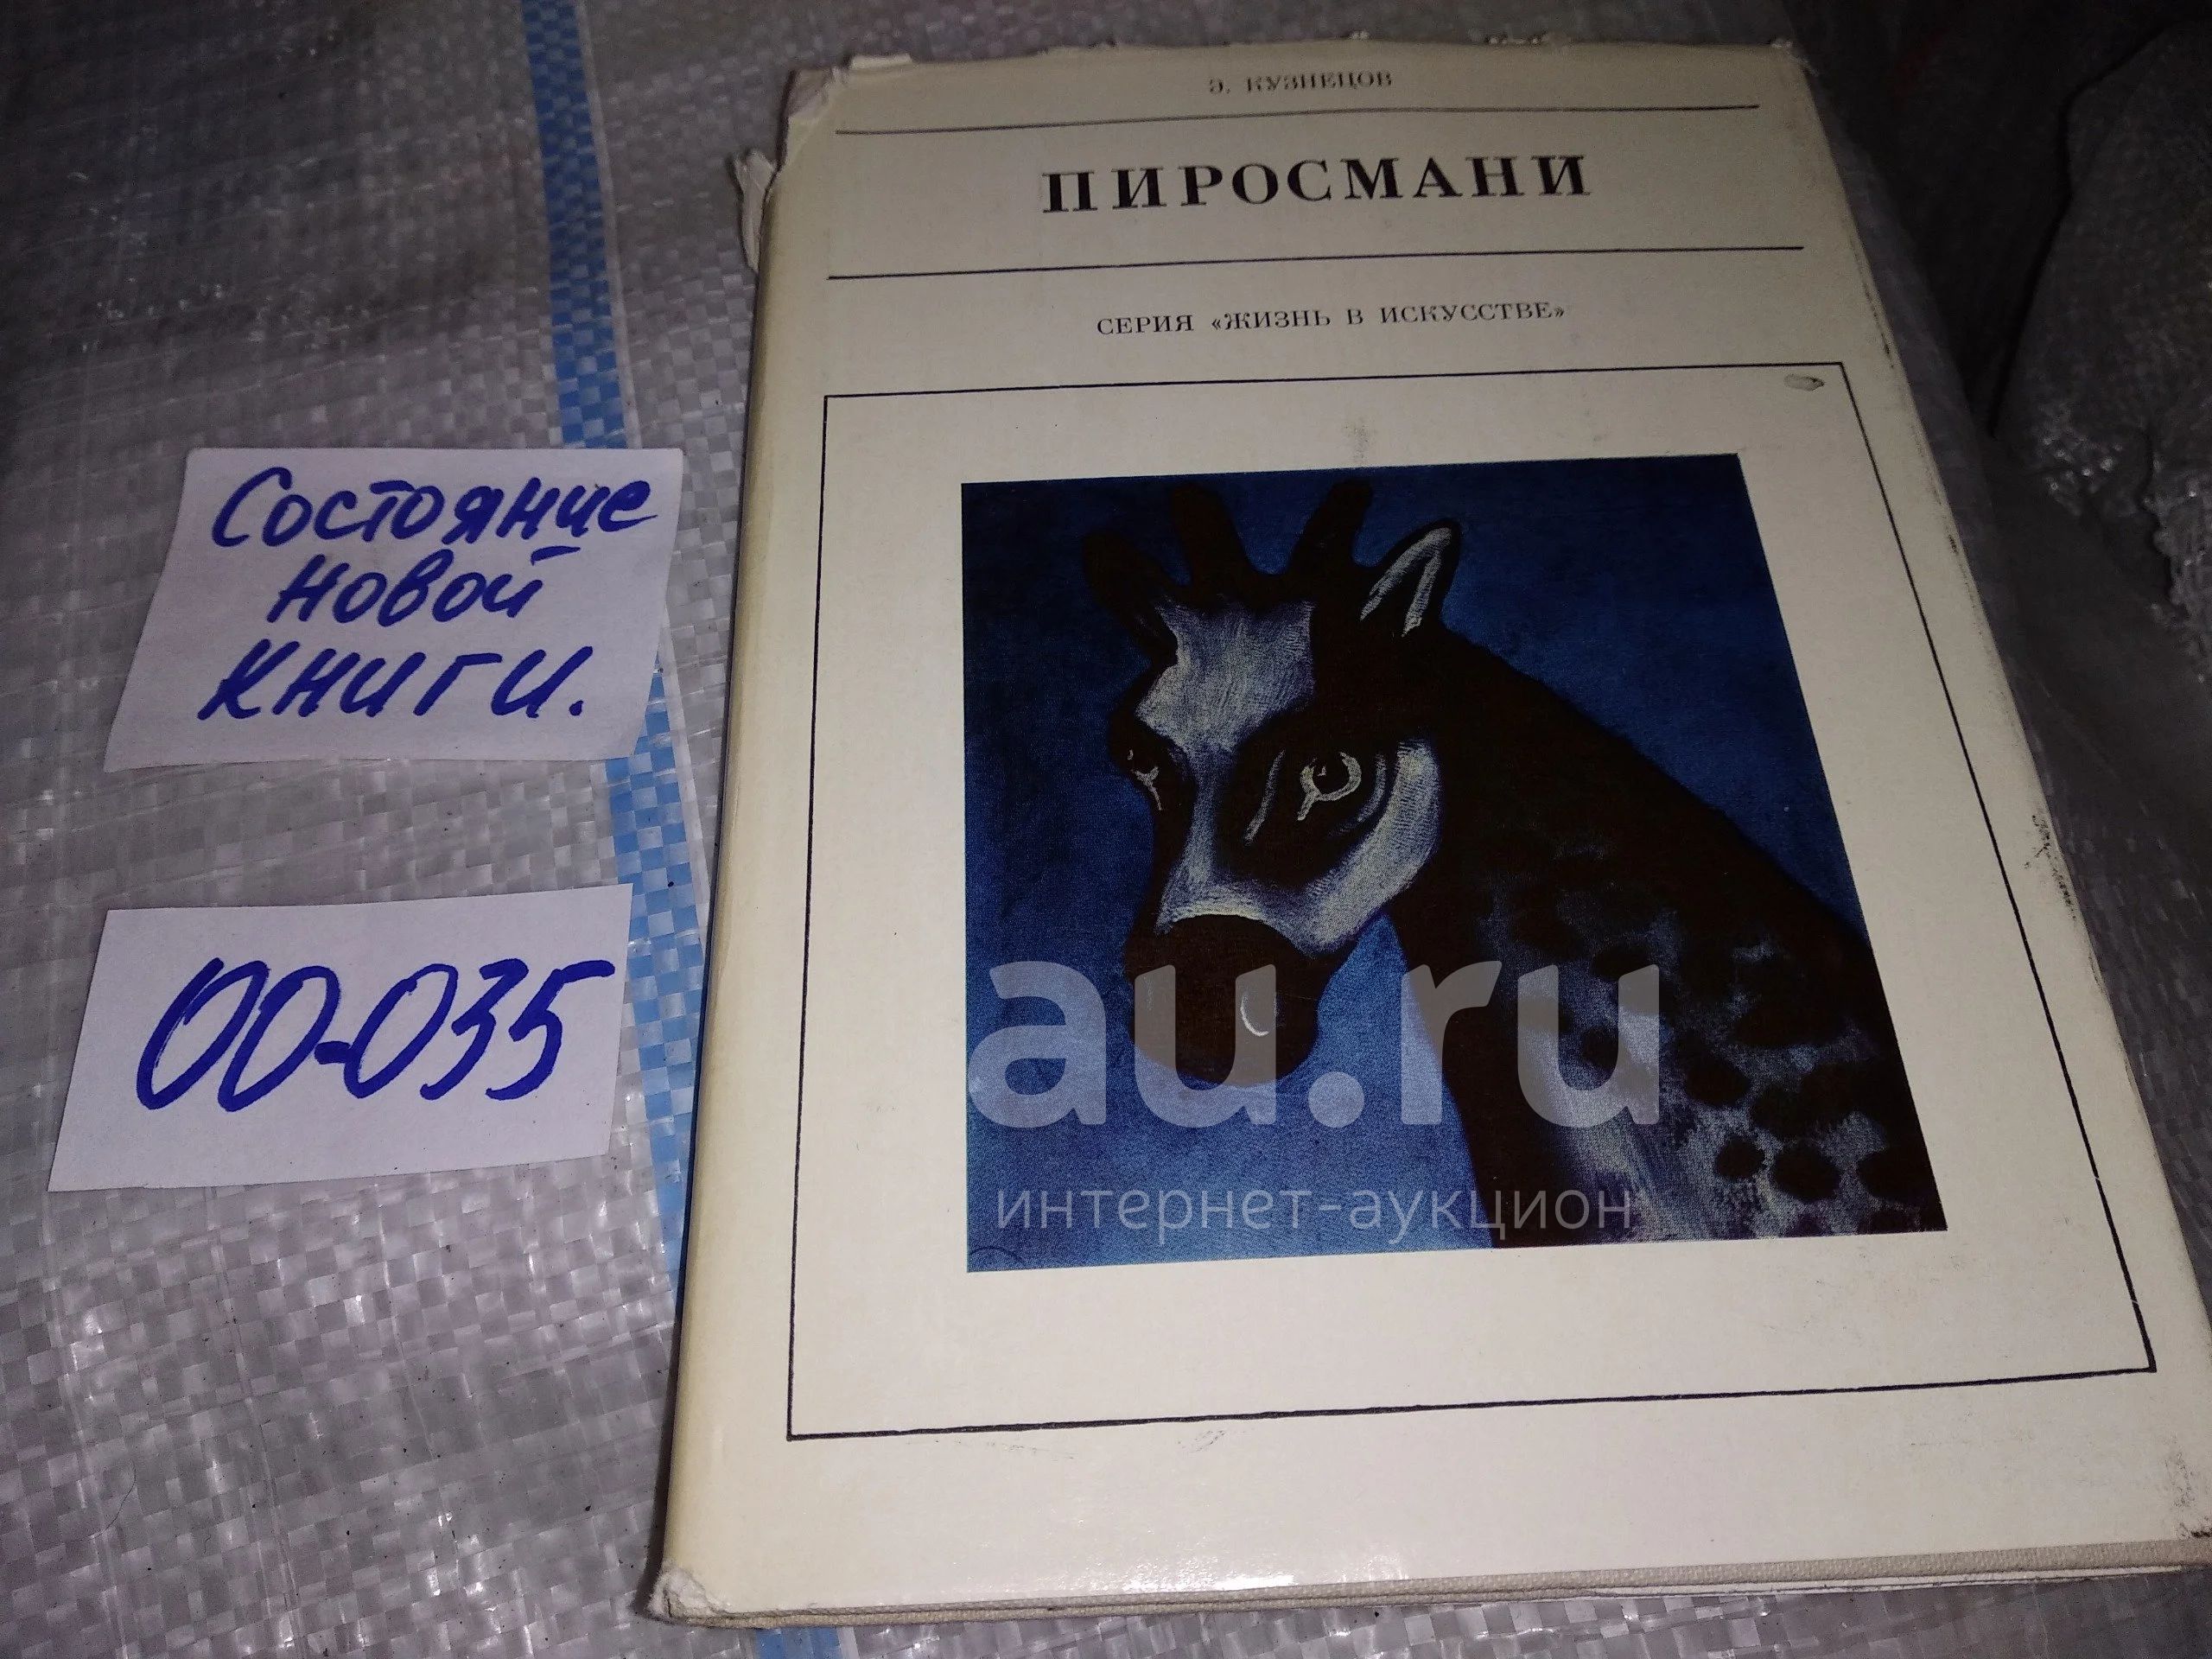 Э. КУЗНЕЦОВ
ПИРОСМАНИ
СЕРИЯ «ЖИЗНЬ В ИСКУССТВЕ»
Состояние
новой
книги.
00-035
au.ru
интернет-аукцион